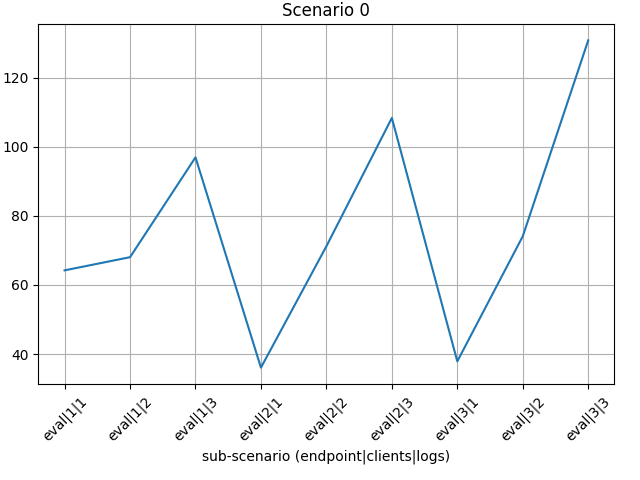 Scenario 0
120
100
80
60
40
eval|1|1
eval|1|2
eval|1|3
eval|2|1
eval|2|2
eval|2|3
eval|3|1
eval|3|2
eval|3|3
sub-scenario (endpoint|clients|logs)